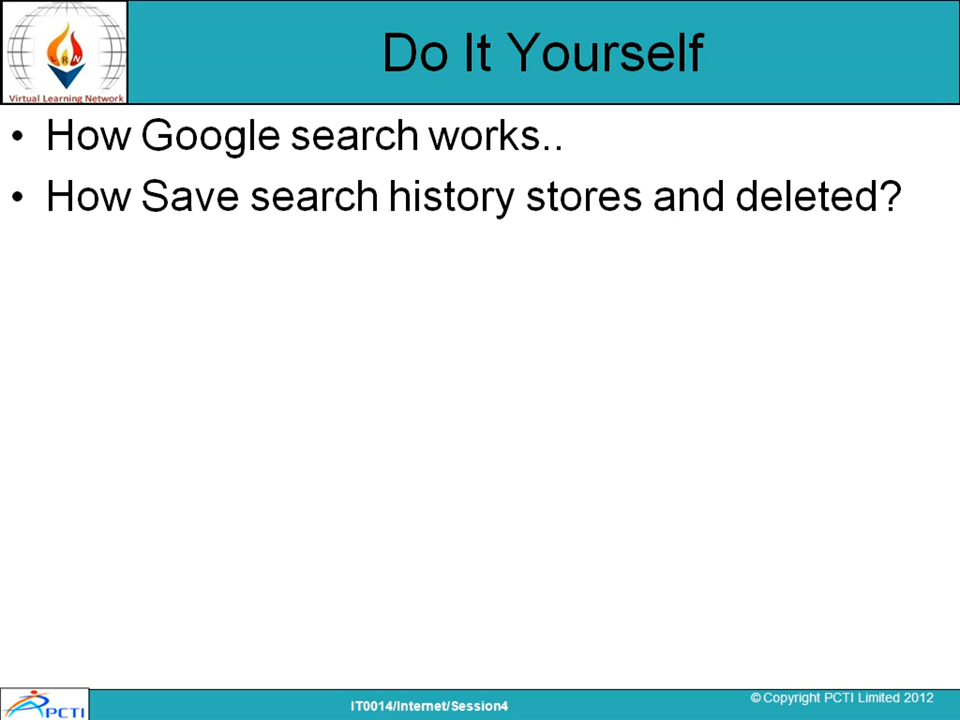 Do It Yourself
RN
Virtual Learning Network
• How Google search works..
• How Save search history stores and deleted?
PCTI
IT0014/Internet/Session4
© Copyright PCTI Limited 2012